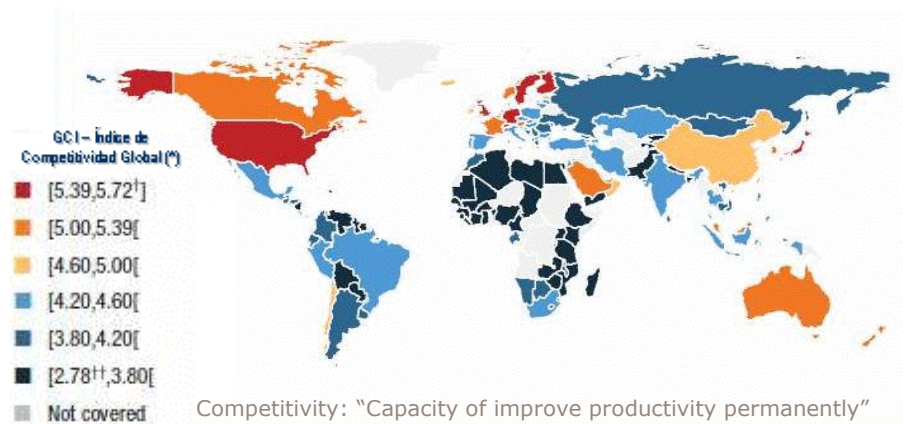 GCI – Índice de
Competitividad Global (*)
[5.39,5.72†]
[5.00,5.39[
[4.60,5.00[
[4.20,4.60[
[3.80,4.20[
[2.78††,3.80[
Not covered
Competitivity: “Capacity of improve productivity permanently”